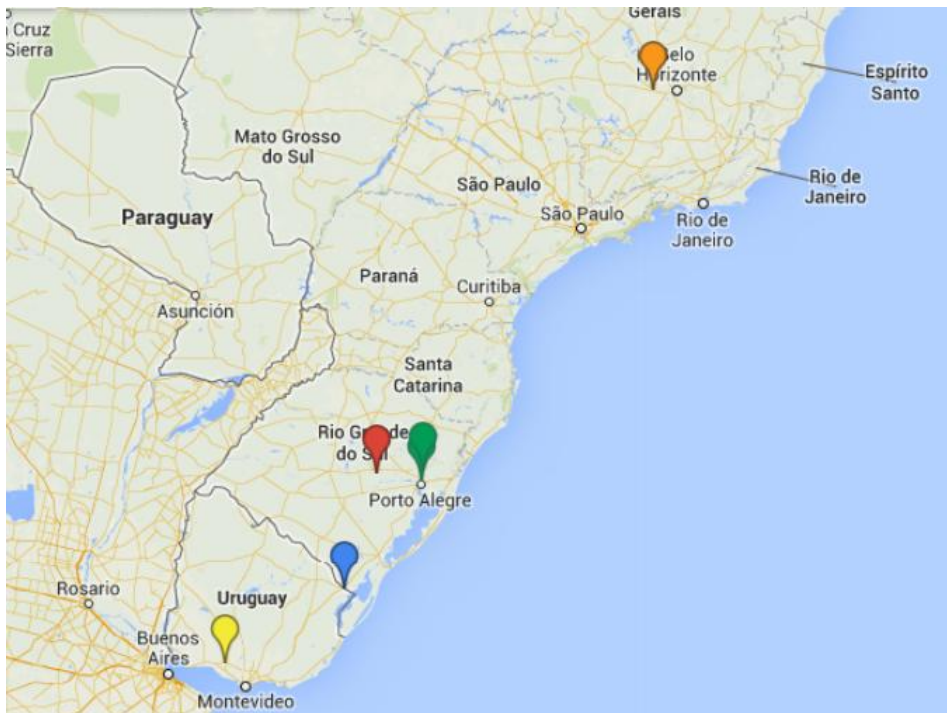 Gerais
Cruz
Sierra
Belo
Horizonte
Espírito
Santo
Mato Grosso
do Sul
São Paulo
Rio de
Janeiro
Paraguay
São Paulo
Rio de
Janeiro
Paraná
Curitiba
Asunción
Santa
Catarina
Rio Grande
do Sul
Porto Alegre
Rosario
Uruguay
Buenos
Aires
Montevideo